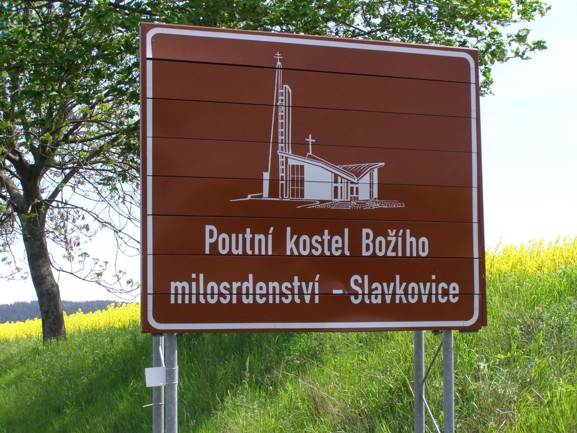 Poutní kostel Božího
milosrdenství - Slavkovice